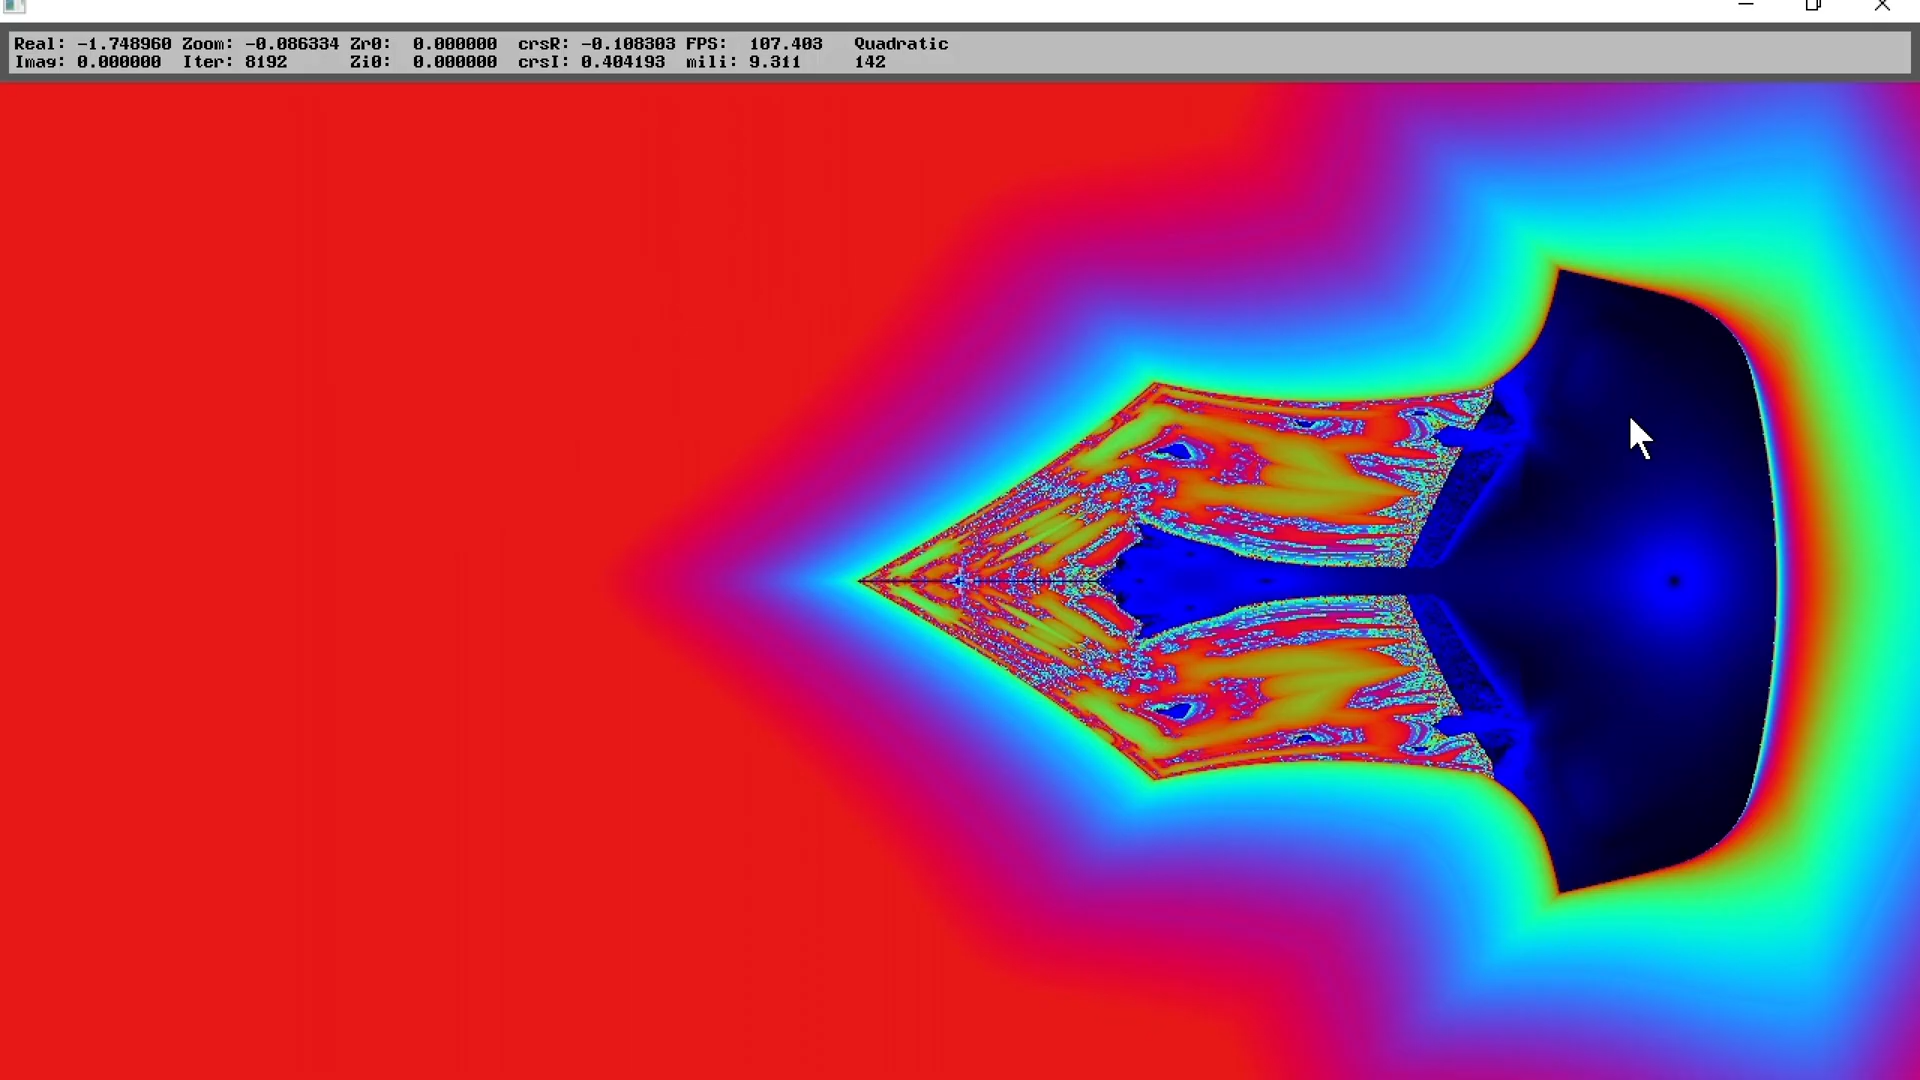 Real: -1.748960 Zoom: -0.086334 Zr0: 0.000000 crsR: -0.108303 FPS: 107.403 Quadratic
Imag: 0.000000 Iter: 8192 Zi0: 0.000000 crsI: 0.404193 mili: 9.311 142